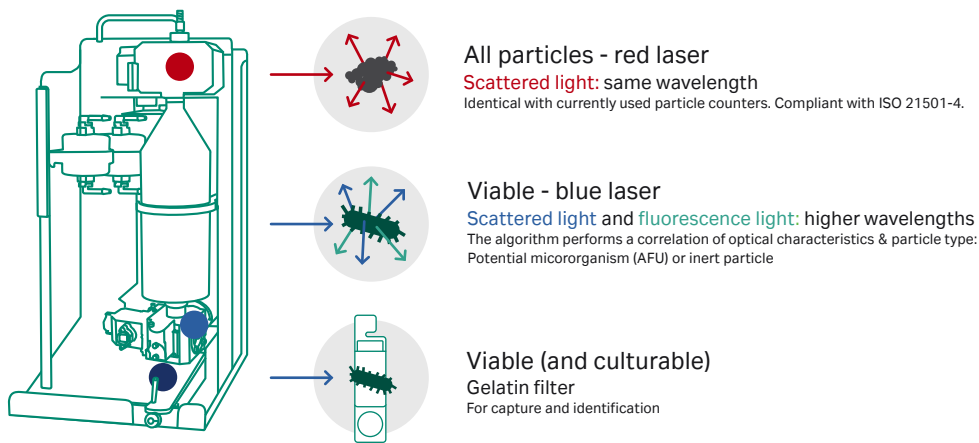 All particles - red laser
Scattered light: same wavelength
Identical with currently used particle counters. Compliant with ISO 21501-4.
Viable - blue laser
Scattered light and fluorescence light: higher wavelengths
The algorithm performs a correlation of optical characteristics & particle type:
Potential micororganism (AFU) or inert particle
Viable (and culturable)
Gelatin filter
For capture and identification